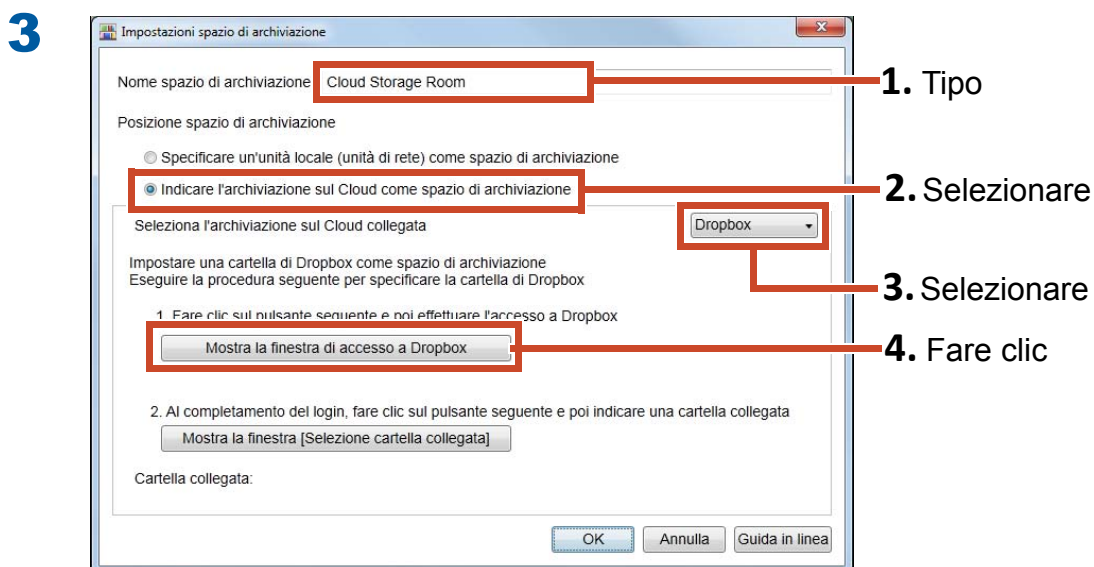 3
Impostazioni spazio di archiviazione
Nome spazio di archiviazione Cloud Storage Room
1. Tipo
Posizione spazio di archiviazione
Specificare un'unità locale (unità di rete) come spazio di archiviazione
Indicare l'archiviazione sul Cloud come spazio di archiviazione
2. Selezionare
Seleziona l'archiviazione sul Cloud collegata Dropbox
Impostare una cartella di Dropbox come spazio di archiviazione
Eseguire la procedura seguente per specificare la cartella di Dropbox
3. Selezionare
1. Fare clic sul pulsante seguente e poi effettuare l'accesso a Dropbox
Mostra la finestra di accesso a Dropbox
4. Fare clic
2. Al completamento del login, fare clic sul pulsante seguente e poi indicare una cartella collegata
Mostra la finestra [Selezione cartella collegata]
Cartella collegata:
OK Annulla Guida in linea